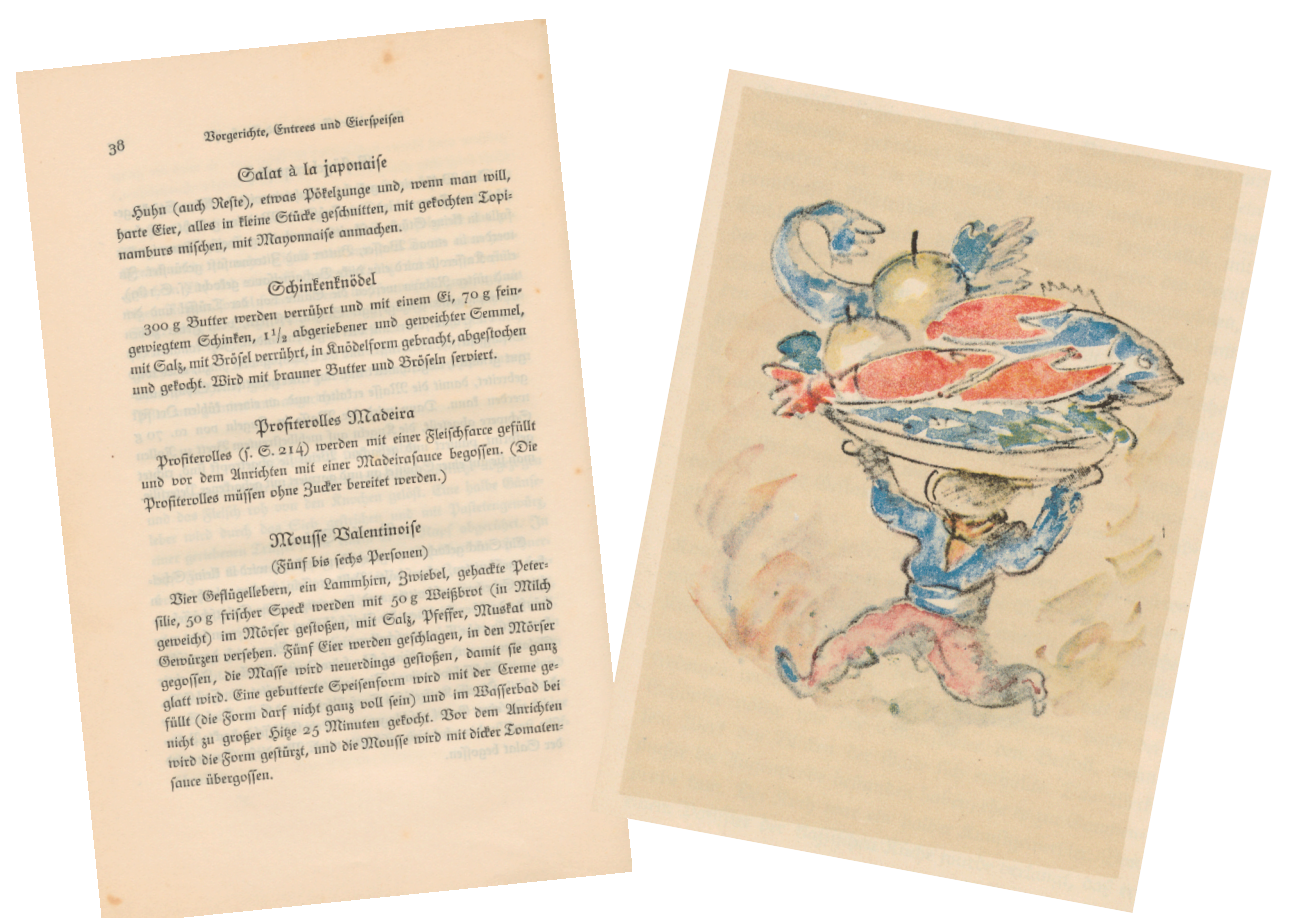 38
Vorgerichte, Entrees und Eierspeisen
Salat à la japonaise
Huhn (auch Reste), etwas Pökelzunge und, wenn man will,
harte Eier, alles in kleine Stücke geschnitten, mit gekochten Topi-
namburs mischen, mit Mayonnaise anmachen.
Schinkenknödel
300 g Butter werden verrührt und mit einem Ei, 70 g fein-
gewiegtem Schinken, 1 1/2 abgeriebener und geweichter Semmel,
mit Salz, mit Brösel verrührt, in Knödelform gebracht, abgestochen
und gekocht. Wird mit brauner Butter und Bröseln serviert.
Profiterolles Madeira
Profiterolles (s. S. 214) werden mit einer Fleischfarce gefüllt
und vor dem Anrichten mit einer Madeirasauce begossen. (Die
Profiterolles müssen ohne Zucker bereitet werden.)
Mousse Valentinoise
(Fünf bis sechs Personen)
Vier Geflügellebern, ein Lammhirn, Zwiebel, gehackte Peter-
silie, 50 g frischer Speck werden mit 50 g Weißbrot (in Milch
geweicht) im Mörser gestoßen, mit Salz, Pfeffer, Muskat und
Gewürzen versehen. Fünf Eier werden geschlagen, in den Mörser
gegossen, die Masse wird neuerdings gestoßen, damit sie ganz
glatt wird. Eine gebutterte Speisenform wird mit der Creme ge-
füllt (die Form darf nicht ganz voll sein) und im Wasserbad bei
nicht zu großer Hitze 25 Minuten gekocht. Vor dem Anrichten
wird die Form gestürzt, und die Mousse wird mit dicker Tomaten-
sauce übergossen.